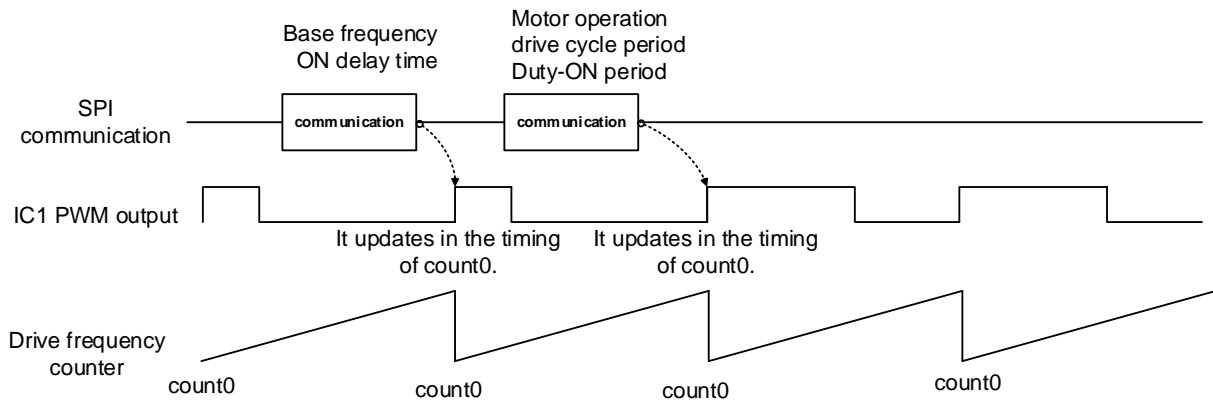 Base frequency
ON delay time
Motor operation
drive cycle period
Duty-ON period
SPI
communication
communication
communication
IC1 PWM output
It updates in the timing
of count0.
It updates in the timing
of count0.
Drive frequency
counter
count0
count0
count0
count0